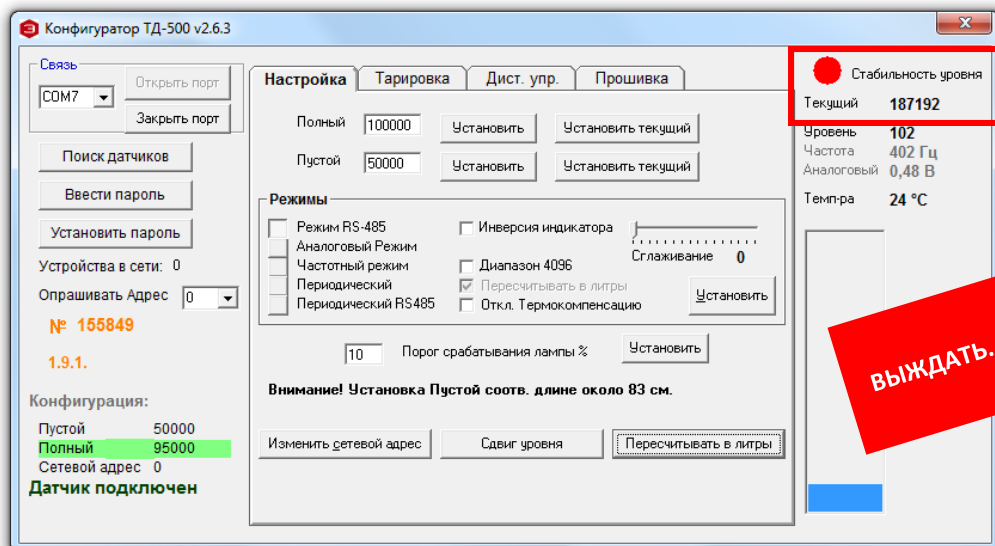 Конфигуратор ТД-500 v2.6.3
Связь
COM7
Открыть порт
Закрыть порт
Поиск датчиков
Ввести пароль
Установить пароль
Устройства в сети: 0
Опрашивать Адрес 0
№ 155849
1.9.1.
Конфигурация:
Пустой 50000
Полный 95000
Сетевой адрес 0
Датчик подключен
Настройка Тарировка Дист. упр. Прошивка
Полный 100000 Установить Установить текущий
Пустой 50000 Установить Установить текущий
Режимы
Режим RS-485
Аналоговый Режим
Частотный режим
Периодический
Периодический RS485
Инверсия индикатора
Диапазон 4096
Пересчитывать в литры
Откл. Термокомпенсацию
Сглаживание 0
Установить
10 Порог срабатывания лампы % Установить
Внимание! Установка Пустой соотв. длине около 83 см.
Изменить сетевой адрес Сдвиг уровня Пересчитывать в литры
Стабильность уровня
Текущий 187192
Уровень 102
Частота 402 Гц
Аналоговый 0,48 В
Темп-ра 24 °C
ВЫЖДАТЬ.